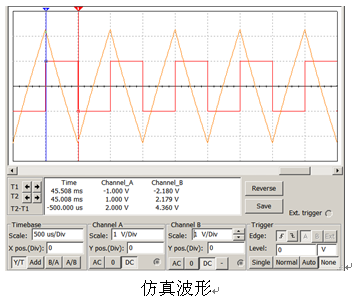 T1
T2
T2-T1
Time Channel_A Channel_B
45.508 ms -1.000 V -2.180 V
45.008 ms 1.000 V 2.179 V
-500.000 us 2.000 V 4.360 V
Reverse
Save
Ext. trigger
Timebase
Scale: 500 us/Div
X pos.(Div): 0
Y/T Add B/A A/B
Channel A
Scale: 1 V/Div
Y pos.(Div): 0
AC 0 DC
Channel B
Scale: 1 V/Div
Y pos.(Div): 0
AC 0 DC -
Trigger
Edge: A B Ext
Level: 0 V
Single Normal Auto None
仿真波形